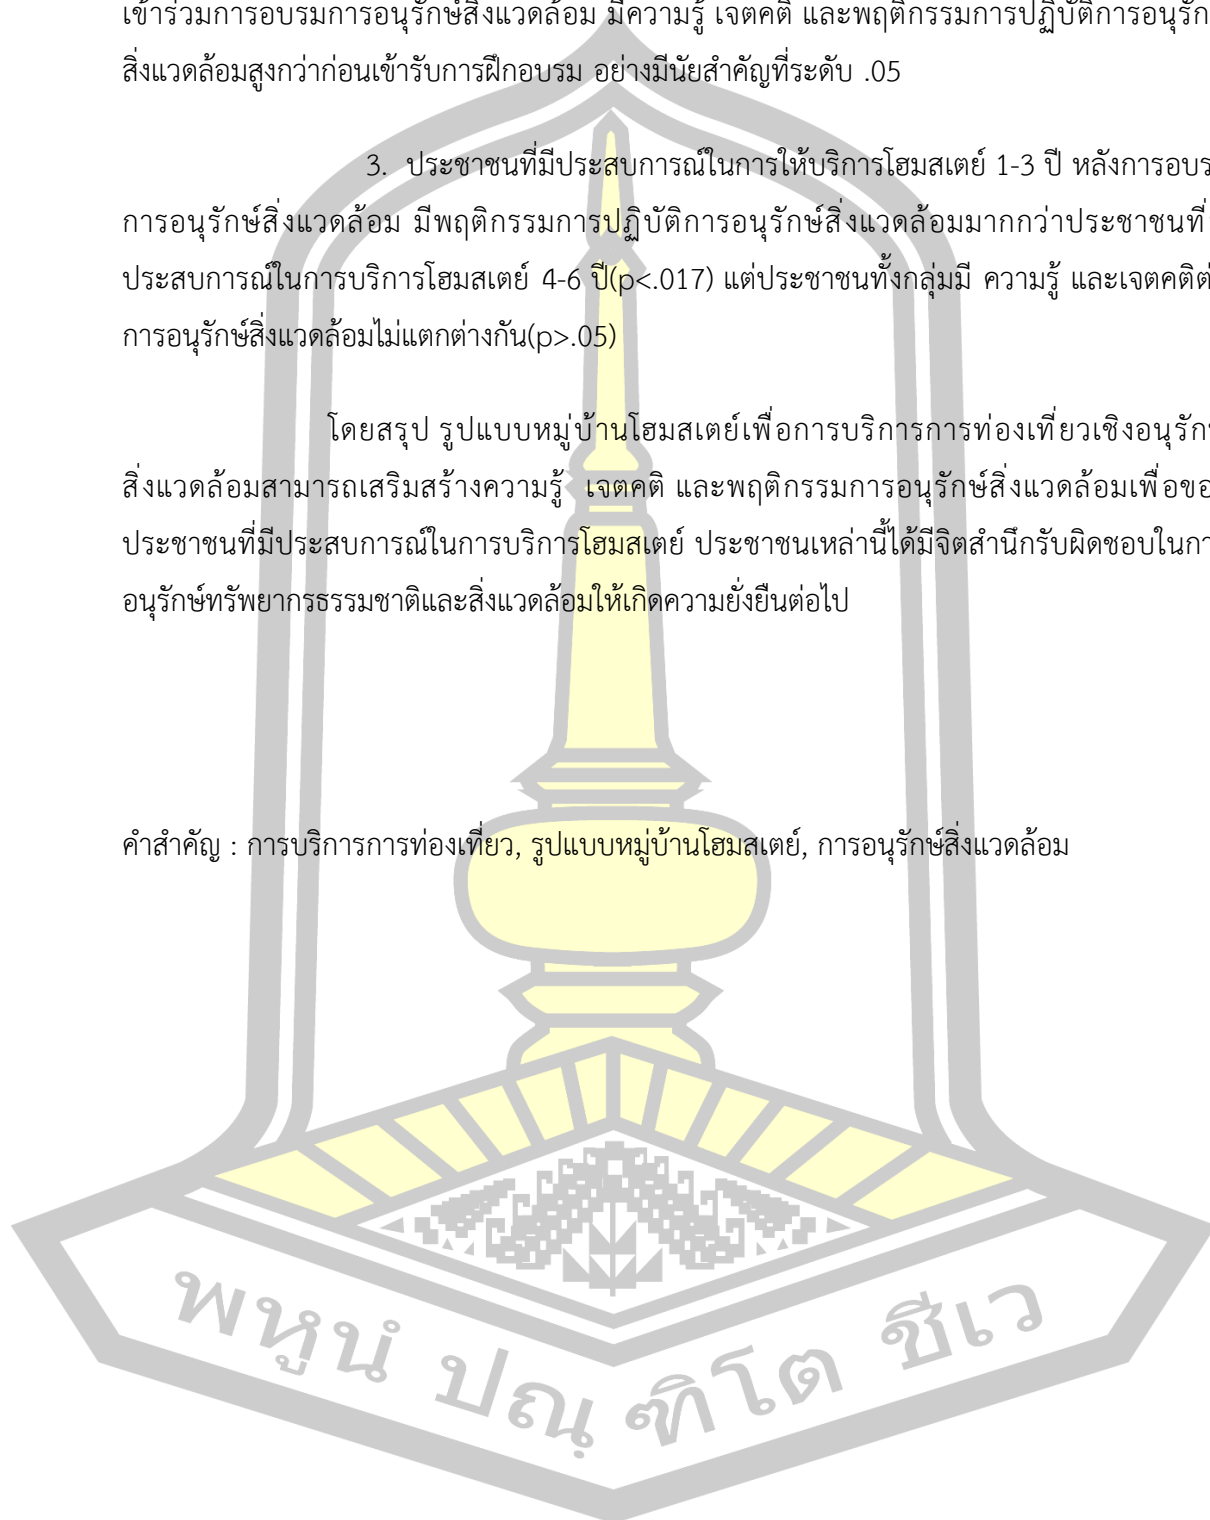 เข้าร่วมการอบรมการอนุรักษ์สิ่งแวดล้อม มีความรู้ เจตคติ และพฤติกรรมการปฏิบัติการอนุรัก
สิ่งแวดล้อมสูงกว่าก่อนเข้ารับการฝึกอบรม อย่างมีนัยสำคัญที่ระดับ .05
3. ประชาชนที่มีประสบการณ์ในการให้บริการโฮมสเตย์ 1-3 ปี หลังการอบร
การอนุรักษ์สิ่งแวดล้อม มีพฤติกรรมการปฏิบัติการอนุรักษ์สิ่งแวดล้อมมากกว่าประชาชนที่
ประสบการณ์ในการบริการโฮมสเตย์ 4-6 ปี(p<.017) แต่ประชาชนทั้งกลุ่มมี ความรู้ และเจตคติต่
การอนุรักษ์สิ่งแวดล้อมไม่แตกต่างกัน(p>.05)
โดยสรุป รูปแบบหมู่บ้านโฮมสเตย์เพื่อการบริการการท่องเที่ยวเชิงอนุรัก
สิ่งแวดล้อมสามารถเสริมสร้างความรู้ เจตคติ และพฤติกรรมการอนุรักษ์สิ่งแวดล้อมเพื่อขอ
ประชาชนที่มีประสบการณ์ในการบริการโฮมสเตย์ ประชาชนเหล่านี้ได้มีจิตสำนึกรับผิดชอบในกา
อนุรักษ์ทรัพยากรธรรมชาติและสิ่งแวดล้อมให้เกิดความยั่งยืนต่อไป
คำสำคัญ : การบริการการท่องเที่ยว, รูปแบบหมู่บ้านโฮมสเตย์, การอนุรักษ์สิ่งแวดล้อม
พหูนํ ปณฺฑิโต ชีเว